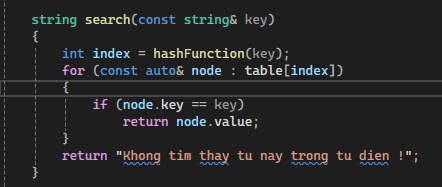 string search(const string& key)
{
    int index = hashFunction(key);
    for (const auto& node : table[index])
    {
        if (node.key == key)
            return node.value;
    }
    return "Khong tim thay tu nay trong tu dien !";
}